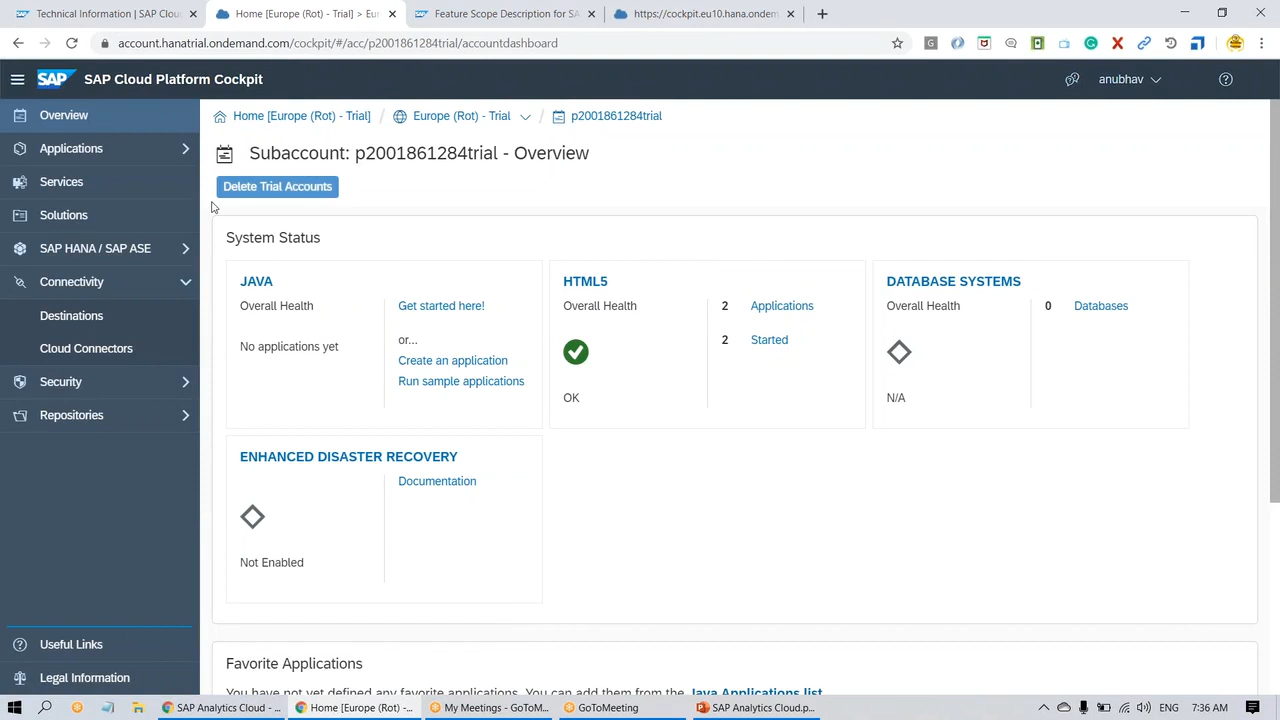 Technical Information | SAP Clou
Home [Europe (Rot) - Trial] > Eur
Feature Scope Description for SA
https://cockpit.eu10.hana.ondem
account.hanatrial.ondemand.com/cockpit/#/acc/p2001861284trial/accountdashboard
SAP
SAP Cloud Platform Cockpit
anubhav
Overview
Applications
Services
Solutions
SAP HANA / SAP ASE
Connectivity
Destinations
Cloud Connectors
Security
Repositories
Useful Links
Legal Information
Home [Europe (Rot) - Trial] / Europe (Rot) - Trial / p2001861284trial
Subaccount: p2001861284trial - Overview
Delete Trial Accounts
System Status
JAVA
Overall Health
No applications yet
Get started here!
or...
Create an application
Run sample applications
HTML5
Overall Health
OK
2 Applications
2 Started
DATABASE SYSTEMS
Overall Health
N/A
0 Databases
ENHANCED DISASTER RECOVERY
Documentation
Not Enabled
Favorite Applications
You have not yet defined any favorite applications. You can add them from the Java Applications list
SAP Analytics Cloud - ...
Home [Europe (Rot) -...
My Meetings - GoToM...
GoToMeeting
SAP Analytics Cloud.p...
ENG
7:36 AM